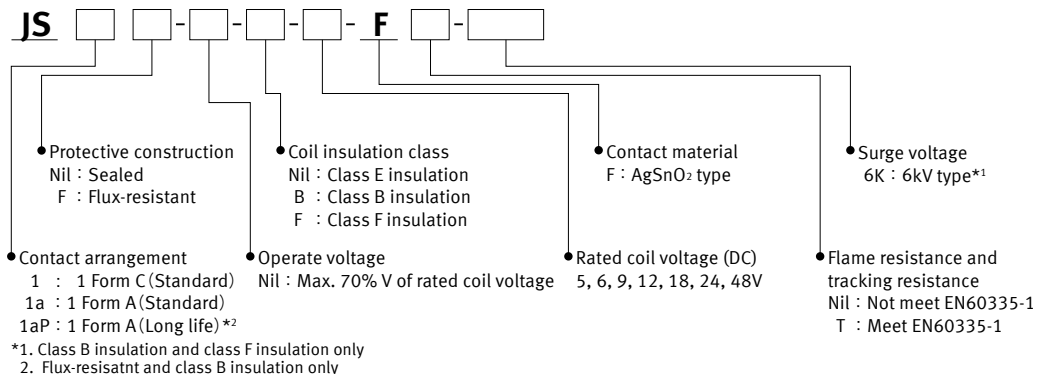 JS - - - - F -
Protective construction
Nil : Sealed
F : Flux-resistant
Coil insulation class
Nil : Class E insulation
B : Class B insulation
F : Class F insulation
Contact material
F : AgSnO2 type
Surge voltage
6K : 6kV type*1
Contact arrangement
1 : 1 Form C (Standard)
1a : 1 Form A (Standard)
1aP : 1 Form A (Long life) *2
Operate voltage
Nil : Max. 70% V of rated coil voltage
Rated coil voltage (DC)
5, 6, 9, 12, 18, 24, 48V
Flame resistance and
tracking resistance
Nil : Not meet EN60335-1
T : Meet EN60335-1
*1. Class B insulation and class F insulation only
2. Flux-resisatnt and class B insulation only